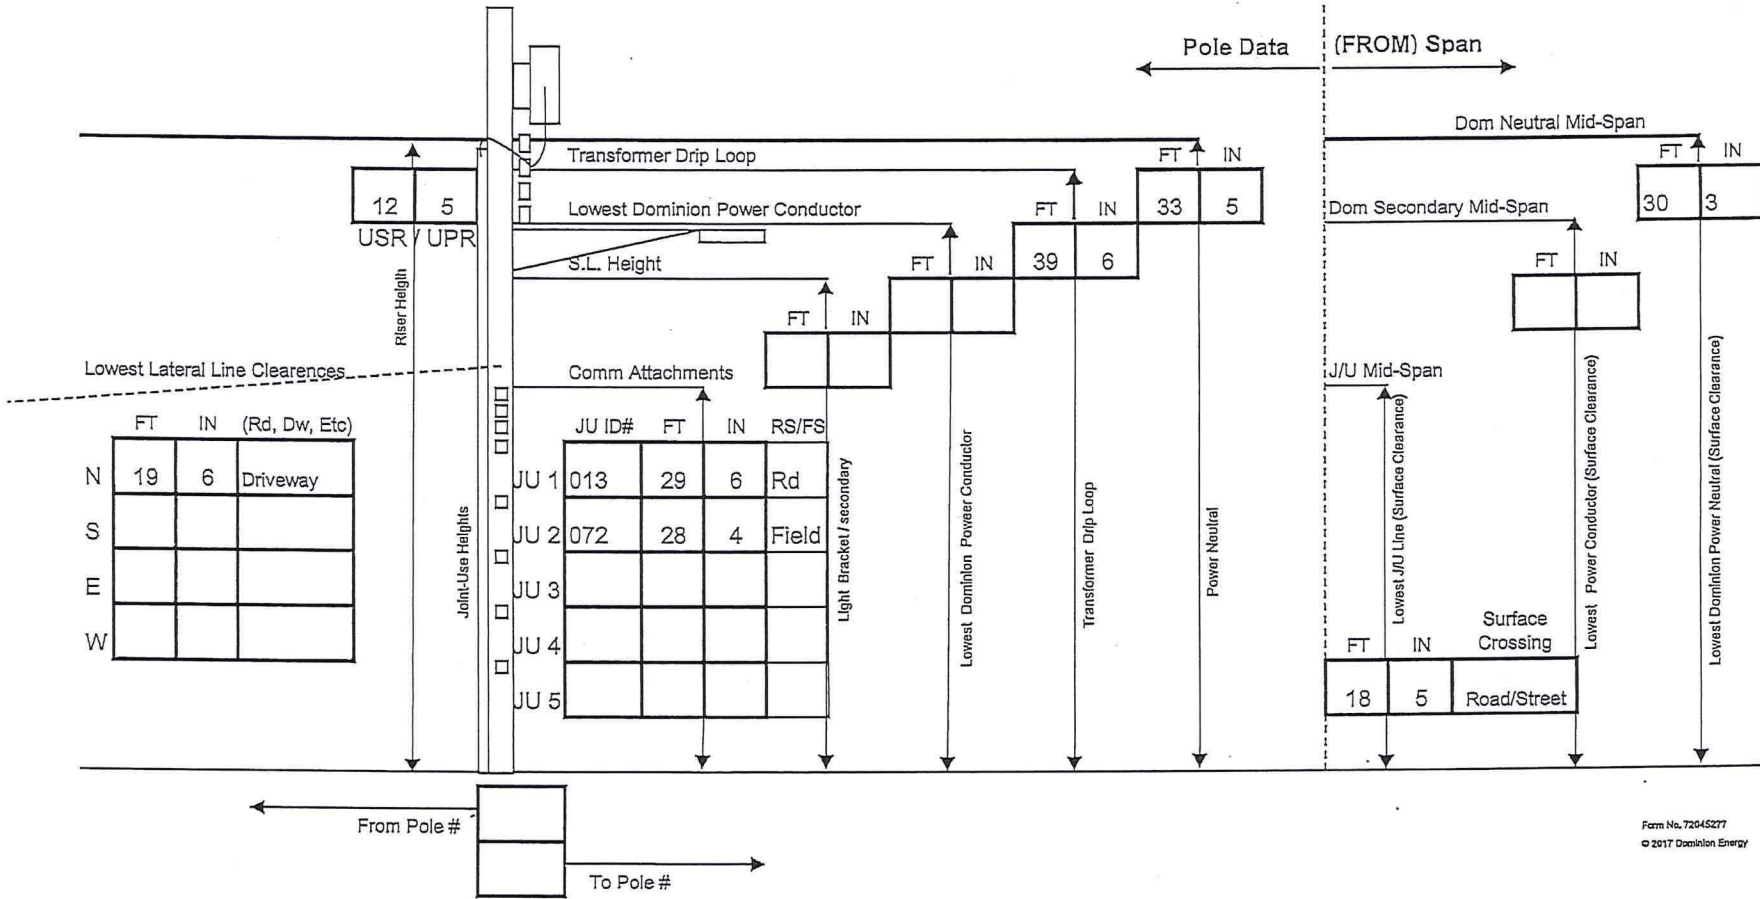 Pole Data
(FROM) Span
Dom Neutral Mid-Span
Transformer Drip Loop
FT IN
FT IN
12 5
USR / UPR
Lowest Dominion Power Conductor
FT IN
33 5
Dom Secondary Mid-Span
30 3
S.L. Height
FT IN
39 6
FT IN
FT IN
Riser Heigth
Lowest Lateral Line Clearences
Comm Attachments
J/U Mid-Span
FT IN (Rd, Dw, Etc)
JU ID# FT IN RS/FS
N 19 6 Driveway
JU 1 013 29 6 Rd
S
JU 2 072 28 4 Field
E
JU 3
W
JU 4
JU 5
Joint-Use Heights
Light Bracket / secondary
Lowest Dominion Poweer Conductor
Transformer Drip Loop
Power Neutral
Lowest J/U Line (Surface Clearance)
Lowest Power Conductor (Surface Clearance)
Lowest Dominion Power Neutral (Surface Clearance)
FT IN Surface Crossing
18 5 Road/Street
From Pole #
To Pole #
Form No. 72045277
© 2017 Dominion Energy